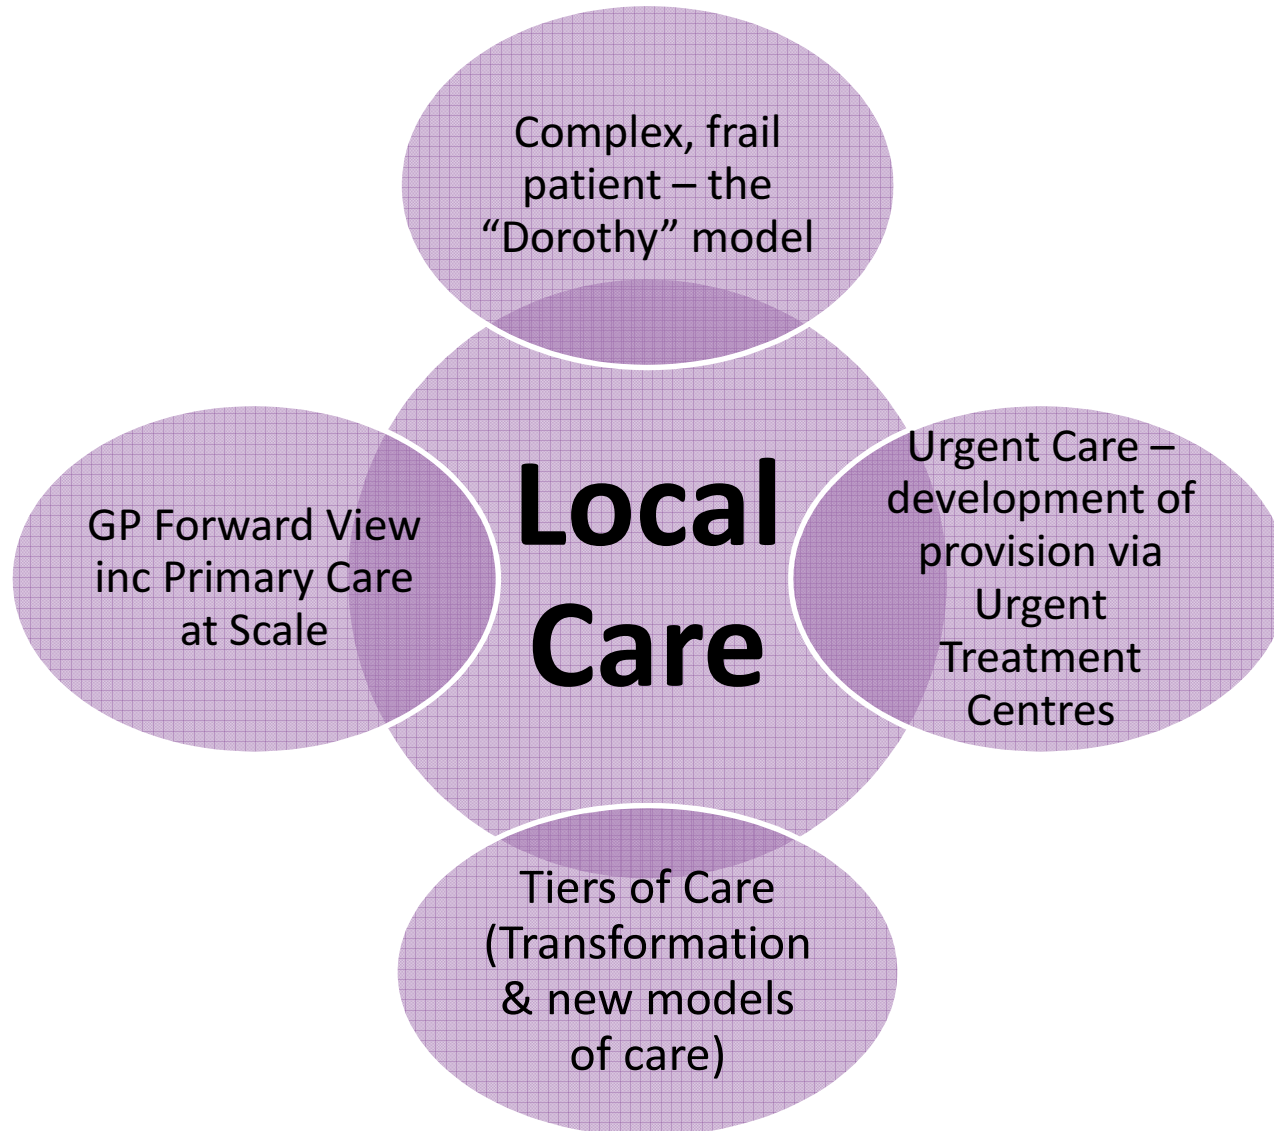 Complex, frail
patient – the
“Dorothy” model
GP Forward View
inc Primary Care
at Scale
Local
Care
Urgent Care –
development of
provision via
Urgent
Treatment
Centres
Tiers of Care
(Transformation
& new models
of care)